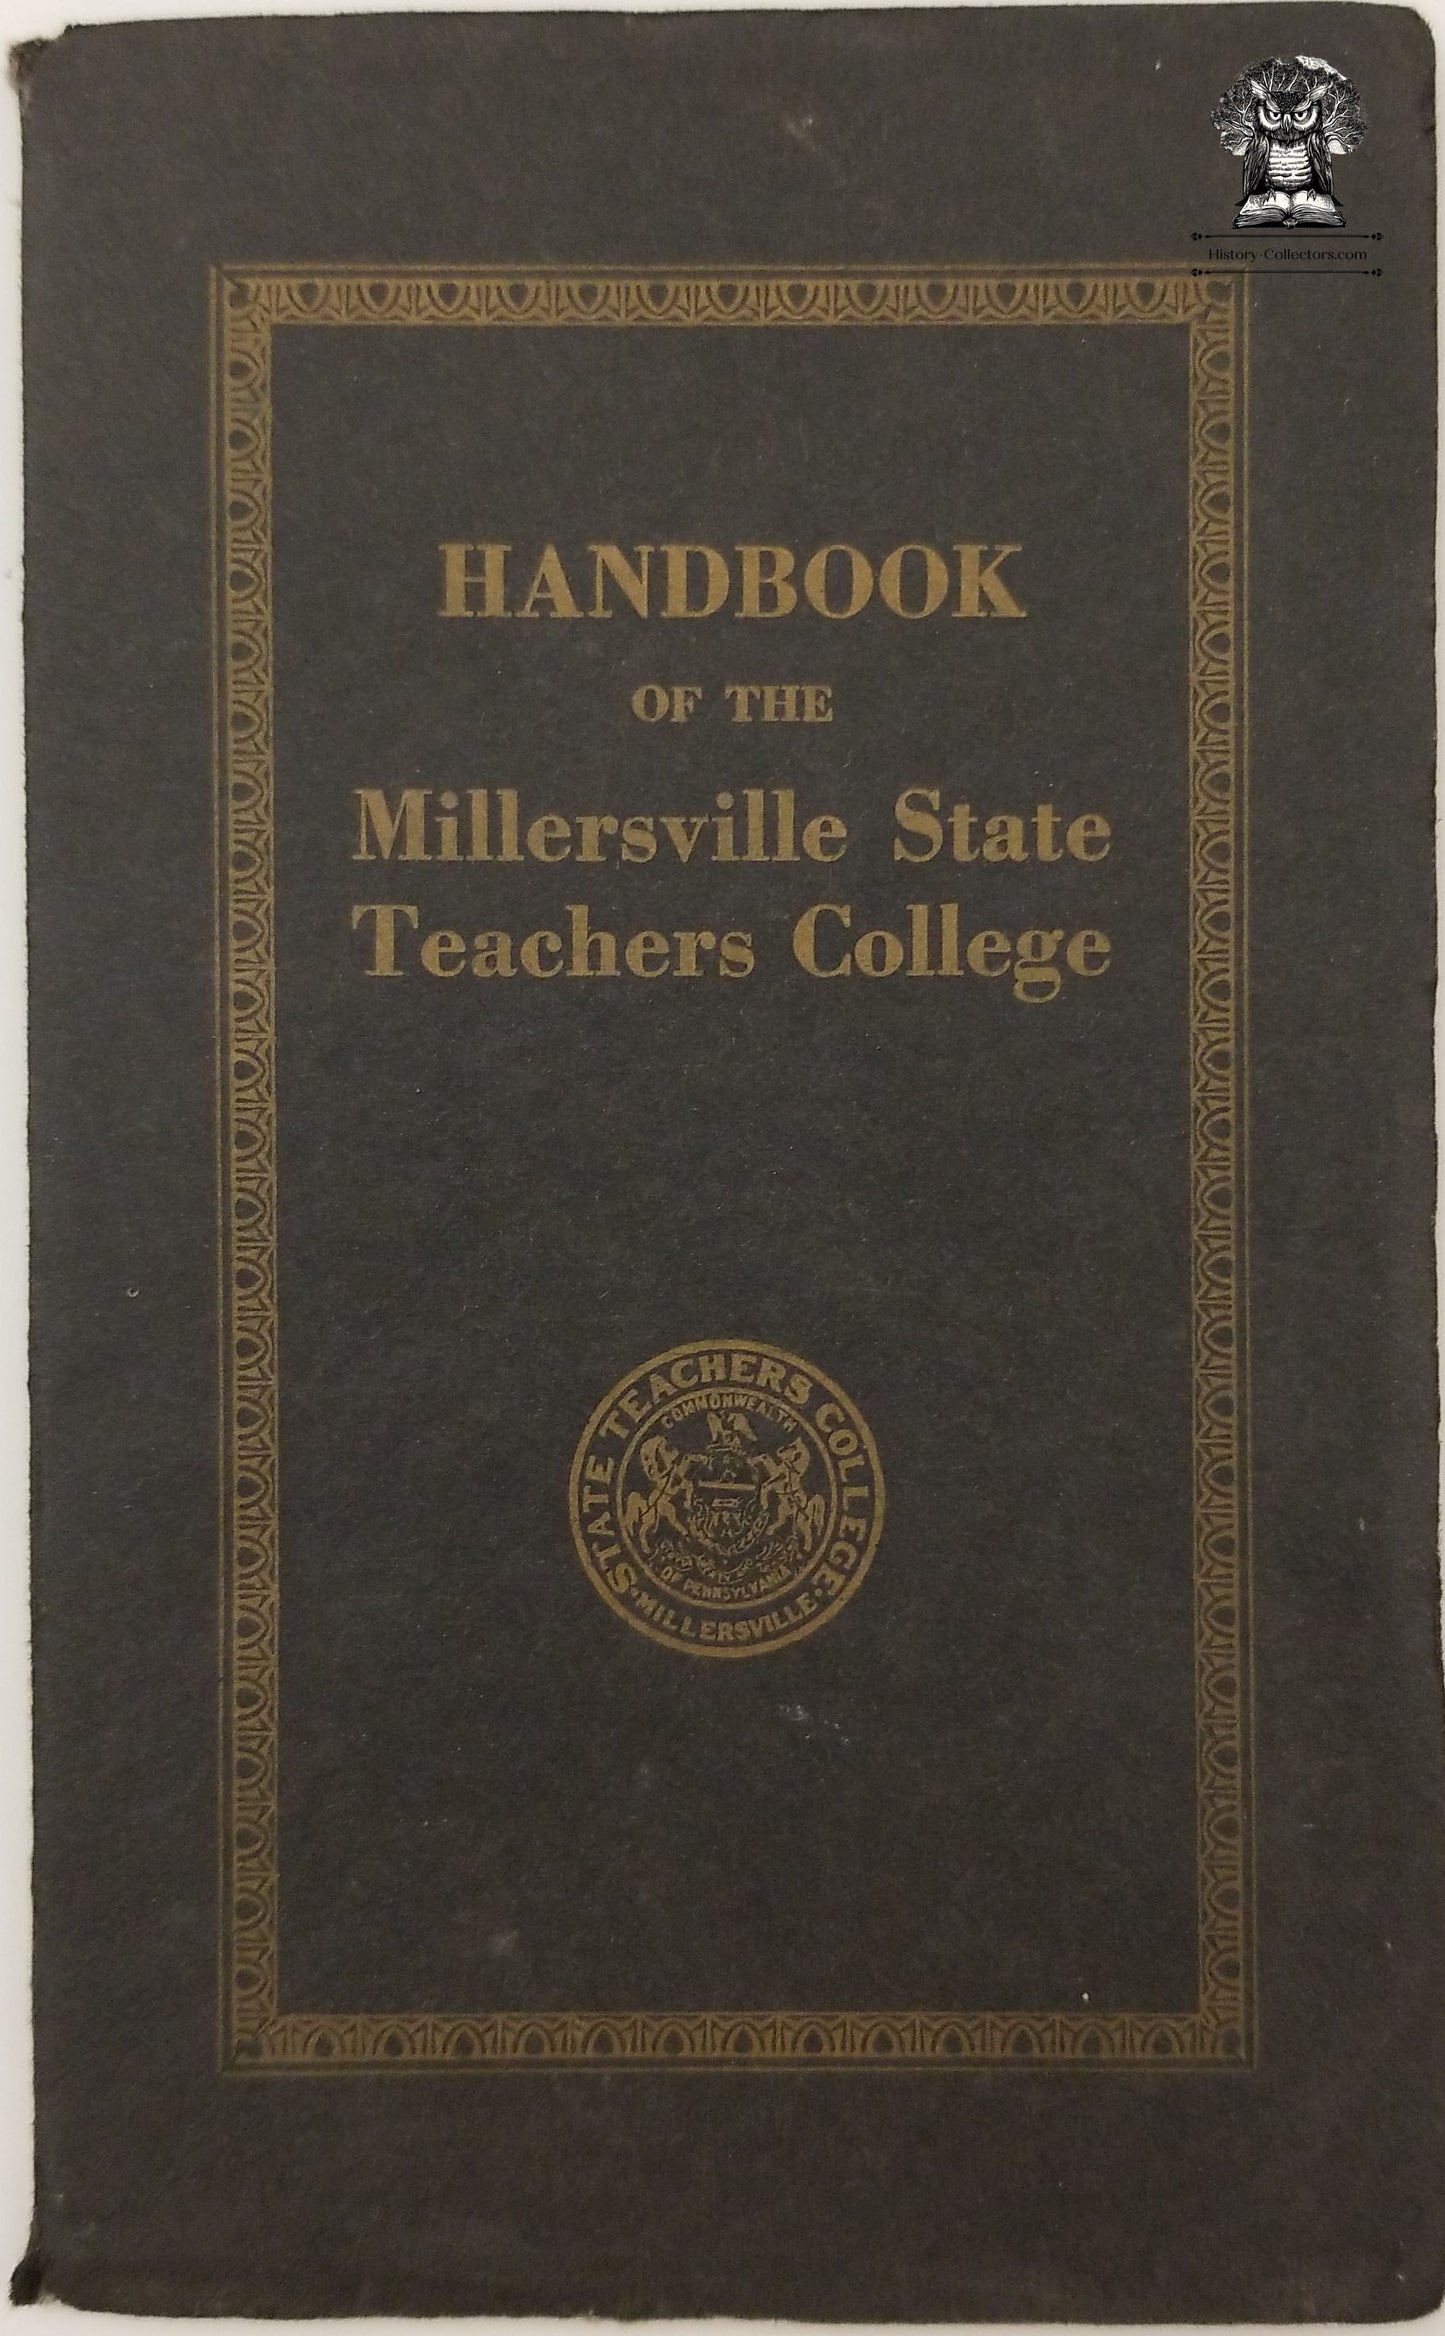 History-Collectors.com
HANDBOOK
OF THE
Millersville State
Teachers College
STATE TEACHERS COLLEGE
COMMONWEALTH
OF PENNSYLVANIA
·MILLERSVILLE·